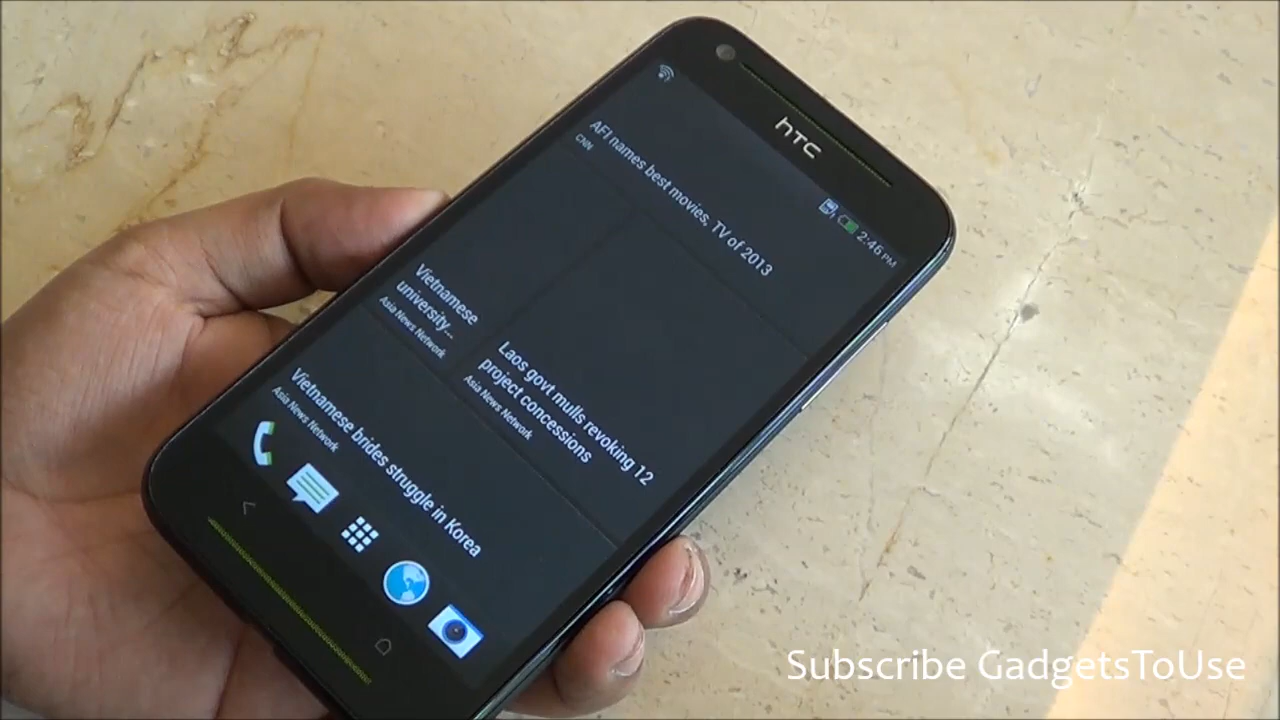 hTC
2:46 PM
AFI names best movies, TV of 2013
CNN
Vietnamese
university...
Asia News Network
Laos govt mulls revoking 12
project concessions
Asia News Network
Vietnamese brides struggle in Korea
Asia News Network
Subscribe GadgetsToUse